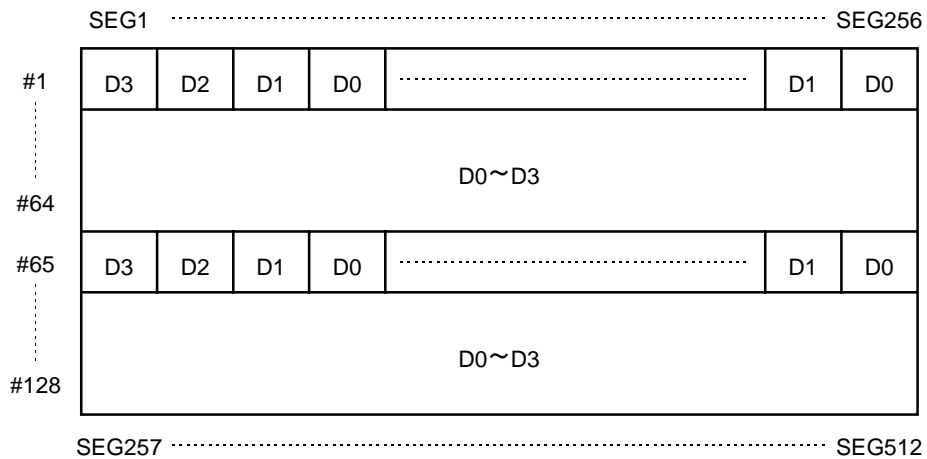 SEG1 SEG256
#1 D3 D2 D1 D0 D1 D0
D0～D3
#64
#65 D3 D2 D1 D0 D1 D0
D0～D3
#128
SEG257 SEG512